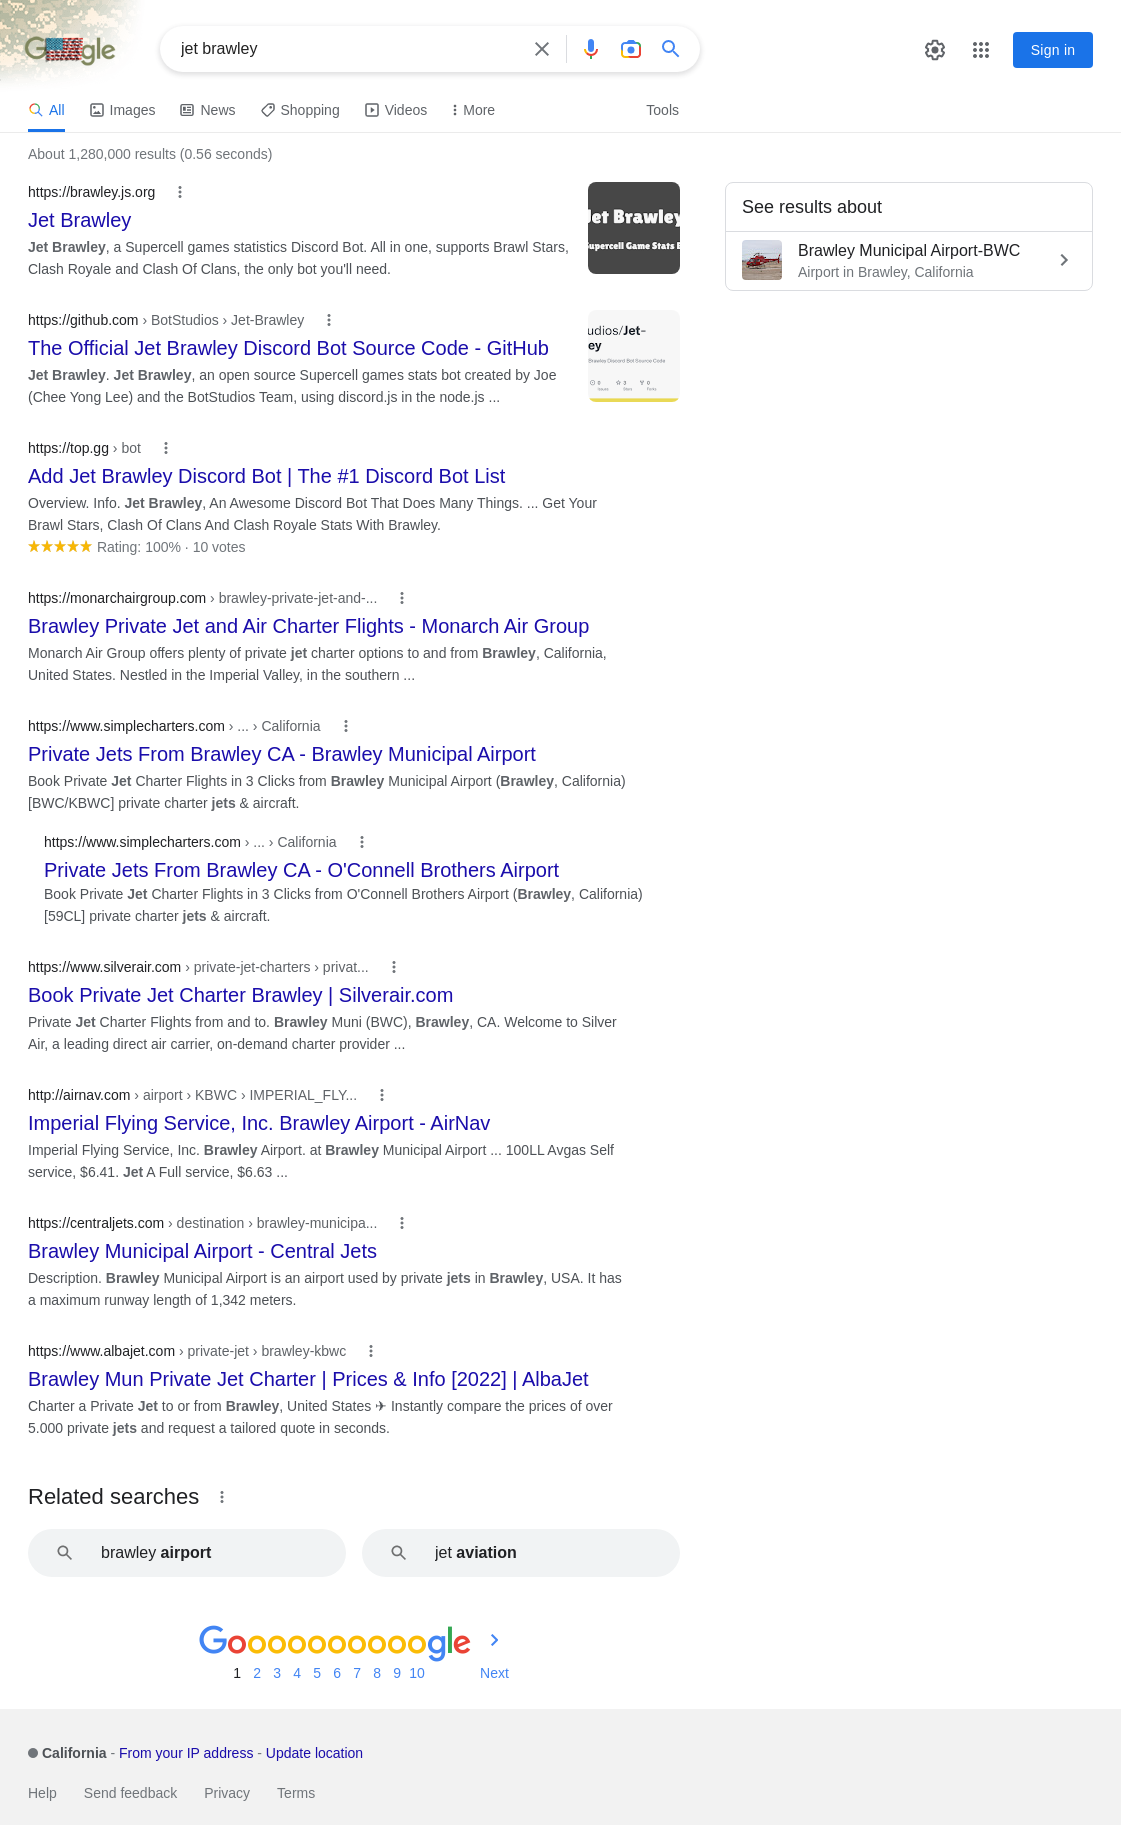 Google
jet brawley
Sign in
All Images News Shopping Videos More Tools
About 1,280,000 results (0.56 seconds)
https://brawley.js.org
Jet Brawley
Jet Brawley, a Supercell games statistics Discord Bot. All in one, supports Brawl Stars,
Clash Royale and Clash Of Clans, the only bot you'll need.
Jet Brawley
Supercell Game Stats B
See results about
Brawley Municipal Airport-BWC
Airport in Brawley, California
https://github.com › BotStudios › Jet-Brawley
The Official Jet Brawley Discord Bot Source Code - GitHub
Jet Brawley. Jet Brawley, an open source Supercell games stats bot created by Joe
(Chee Yong Lee) and the BotStudios Team, using discord.js in the node.js ...
udios/Jet-
ey
Brawley Discord Bot Source Code
0 3 0
Issues Stars Forks
https://top.gg › bot
Add Jet Brawley Discord Bot | The #1 Discord Bot List
Overview. Info. Jet Brawley, An Awesome Discord Bot That Does Many Things. ... Get Your
Brawl Stars, Clash Of Clans And Clash Royale Stats With Brawley.
Rating: 100% · 10 votes
https://monarchairgroup.com › brawley-private-jet-and-...
Brawley Private Jet and Air Charter Flights - Monarch Air Group
Monarch Air Group offers plenty of private jet charter options to and from Brawley, California,
United States. Nestled in the Imperial Valley, in the southern ...
https://www.simplecharters.com › ... › California
Private Jets From Brawley CA - Brawley Municipal Airport
Book Private Jet Charter Flights in 3 Clicks from Brawley Municipal Airport (Brawley, California)
[BWC/KBWC] private charter jets & aircraft.
https://www.simplecharters.com › ... › California
Private Jets From Brawley CA - O'Connell Brothers Airport
Book Private Jet Charter Flights in 3 Clicks from O'Connell Brothers Airport (Brawley, California)
[59CL] private charter jets & aircraft.
https://www.silverair.com › private-jet-charters › privat...
Book Private Jet Charter Brawley | Silverair.com
Private Jet Charter Flights from and to. Brawley Muni (BWC), Brawley, CA. Welcome to Silver
Air, a leading direct air carrier, on-demand charter provider ...
http://airnav.com › airport › KBWC › IMPERIAL_FLY...
Imperial Flying Service, Inc. Brawley Airport - AirNav
Imperial Flying Service, Inc. Brawley Airport. at Brawley Municipal Airport ... 100LL Avgas Self
service, $6.41. Jet A Full service, $6.63 ...
https://centraljets.com › destination › brawley-municipa...
Brawley Municipal Airport - Central Jets
Description. Brawley Municipal Airport is an airport used by private jets in Brawley, USA. It has
a maximum runway length of 1,342 meters.
https://www.albajet.com › private-jet › brawley-kbwc
Brawley Mun Private Jet Charter | Prices & Info [2022] | AlbaJet
Charter a Private Jet to or from Brawley, United States ✈ Instantly compare the prices of over
5.000 private jets and request a tailored quote in seconds.
Related searches
brawley airport
jet aviation
Goooooooooogle
1 2 3 4 5 6 7 8 9 10 Next
California - From your IP address - Update location
Help Send feedback Privacy Terms